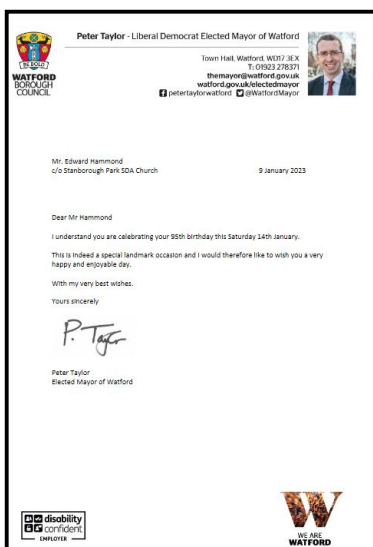 Peter Taylor - Liberal Democrat Elected Mayor of Watford
BE BOLD
WATFORD
BOROUGH
COUNCIL
Town Hall, Watford, WD17 3EX
T: 01923 278371
themayor@watford.gov.uk
watford.gov.uk/electedmayor
petertaylorwatford @WatfordMayor
Mr. Edward Hammond
c/o Stanborough Park SDA Church 9 January 2023
Dear Mr Hammond
I understand you are celebrating your 95th birthday this Saturday 14th January.
This is indeed a special landmark occasion and I would therefore like to wish you a very
happy and enjoyable day.
With my very best wishes.
Yours sincerely
P. Taylor
Peter Taylor
Elected Mayor of Watford
disability
confident
EMPLOYER
W
WE ARE
WATFORD